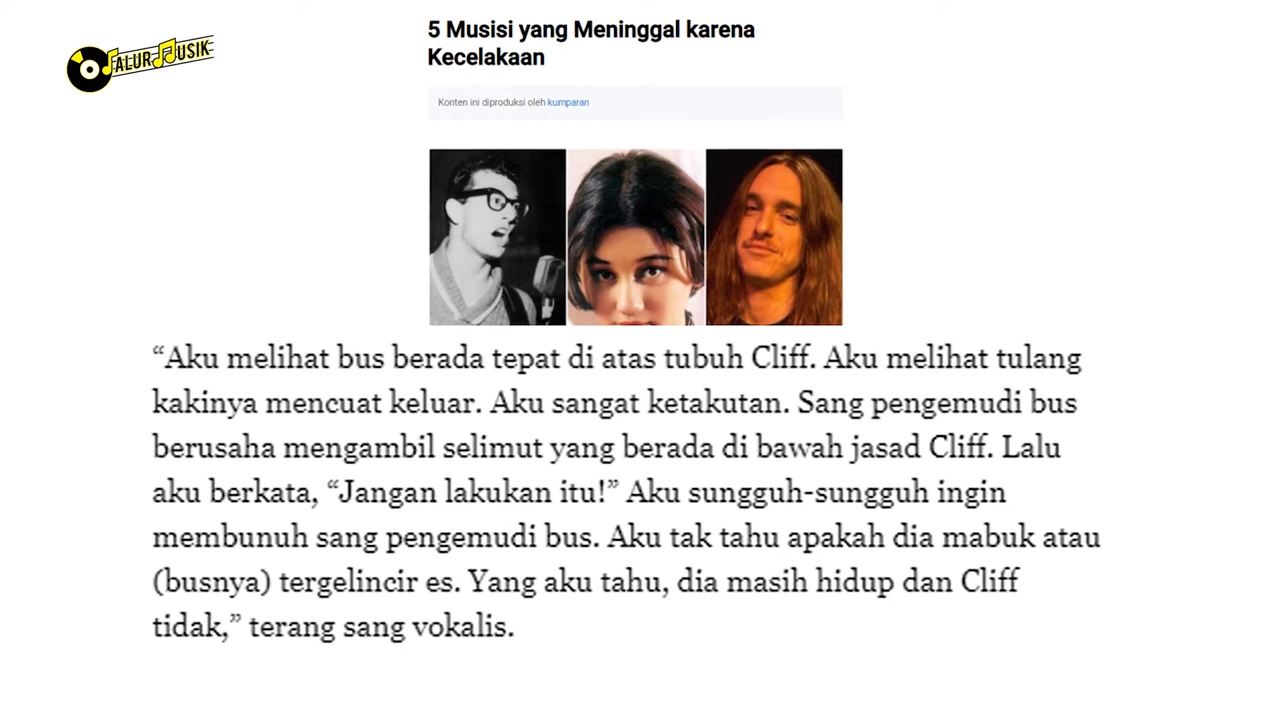 ALUR MUSIK
5 Musisi yang Meninggal karena
Kecelakaan
Konten ini diproduksi oleh kumparan
“Aku melihat bus berada tepat di atas tubuh Cliff. Aku melihat tulang
kakinya mencuat keluar. Aku sangat ketakutan. Sang pengemudi bus
berusaha mengambil selimut yang berada di bawah jasad Cliff. Lalu
aku berkata, “Jangan lakukan itu!” Aku sungguh-sungguh ingin
membunuh sang pengemudi bus. Aku tak tahu apakah dia mabuk atau
(busnya) tergelincir es. Yang aku tahu, dia masih hidup dan Cliff
tidak,” terang sang vokalis.